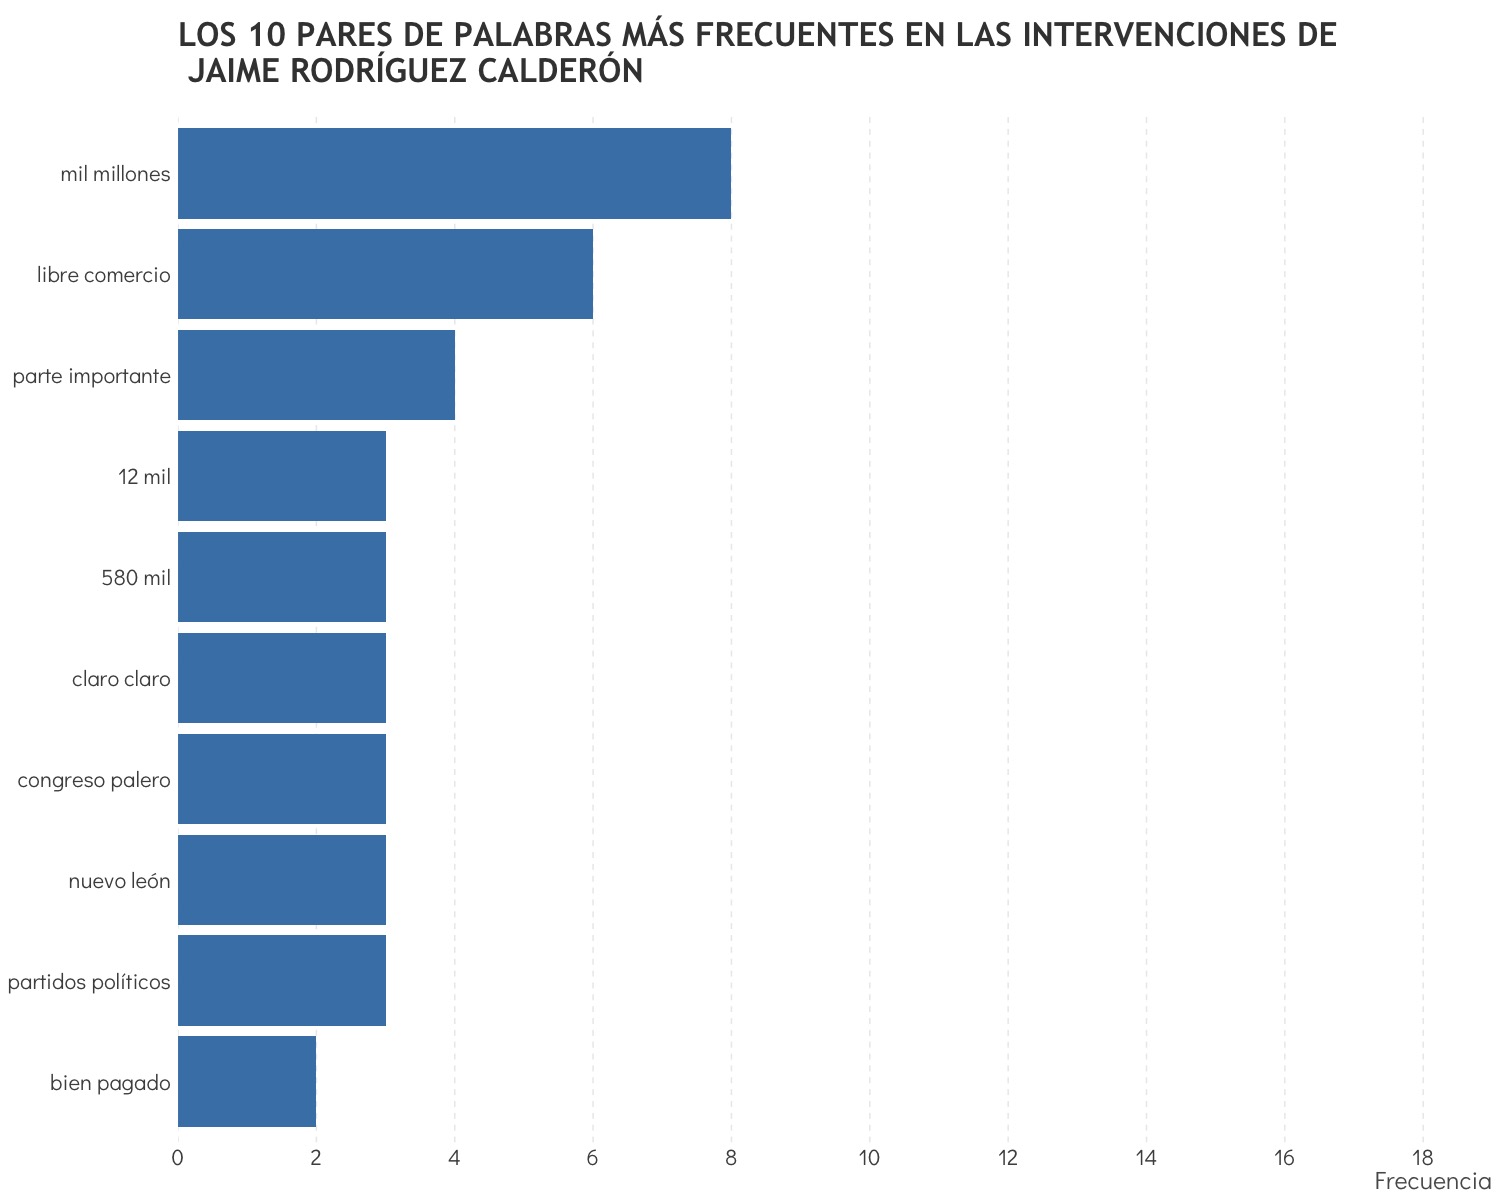 LOS 10 PARES DE PALABRAS MÁS FRECUENTES EN LAS INTERVENCIONES DE
JAIME RODRÍGUEZ CALDERÓN
mil millones
libre comercio
parte importante
12 mil
580 mil
claro claro
congreso palero
nuevo león
partidos políticos
bien pagado
0 2 4 6 8 10 12 14 16 18
Frecuencia